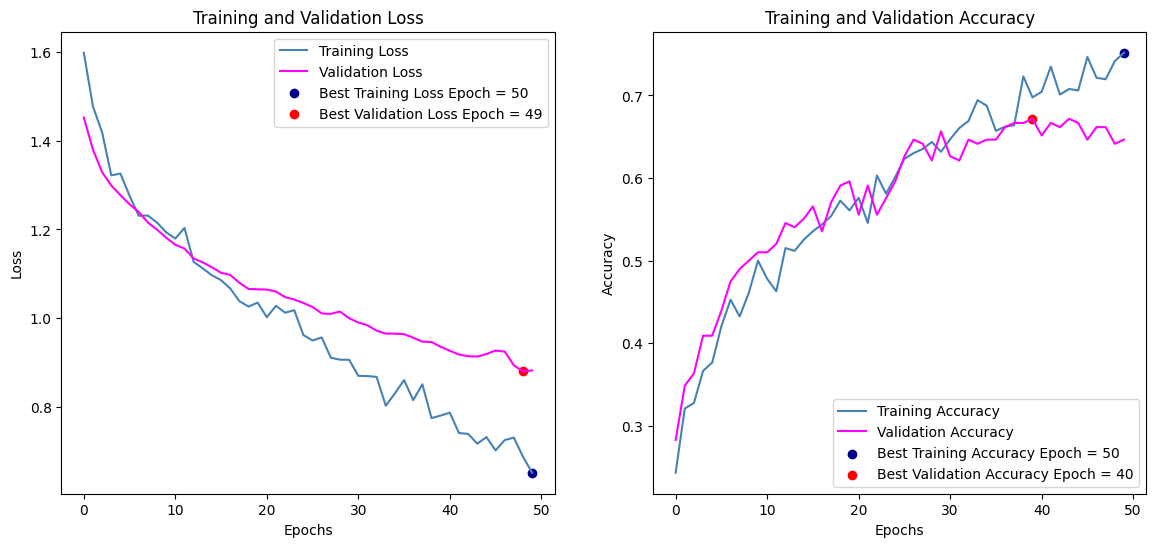 Training and Validation Loss
Training Loss
Validation Loss
Best Training Loss Epoch = 50
Best Validation Loss Epoch = 49
1.6
1.4
1.2
1.0
0.8
Loss
0 10 20 30 40 50
Epochs
Training and Validation Accuracy
0.7
0.6
0.5
0.4
0.3
Accuracy
Training Accuracy
Validation Accuracy
Best Training Accuracy Epoch = 50
Best Validation Accuracy Epoch = 40
0 10 20 30 40 50
Epochs